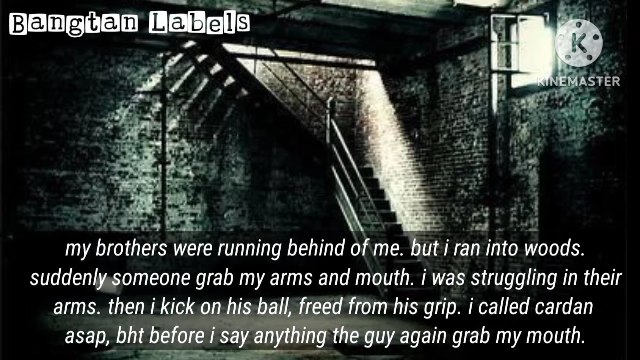 Bangtan Labels
K
KINEMASTER
my brothers were running behind of me. but i ran into woods.
suddenly someone grab my arms and mouth. i was struggling in their
arms. then i kick on his ball, freed from his grip. i called cardan
asap, bht before i say anything the guy again grab my mouth.